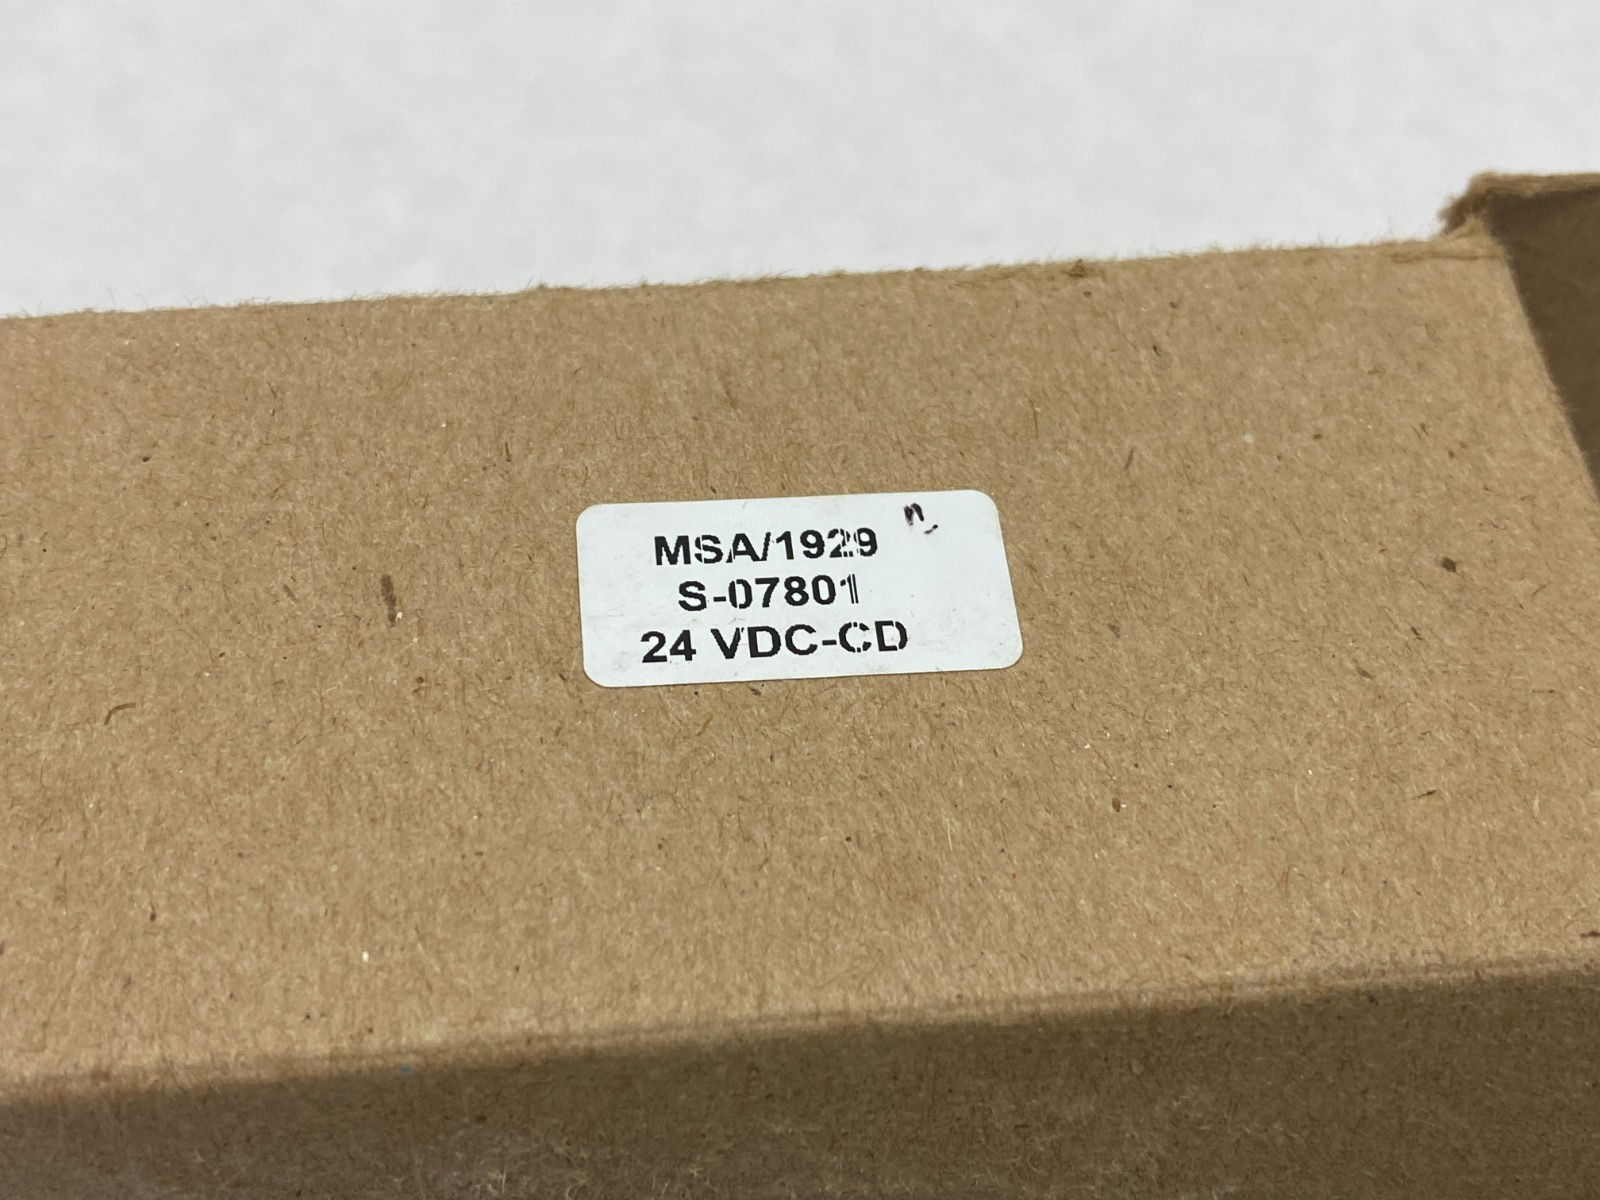 MSA/1929
S-07801
24 VDC-CD